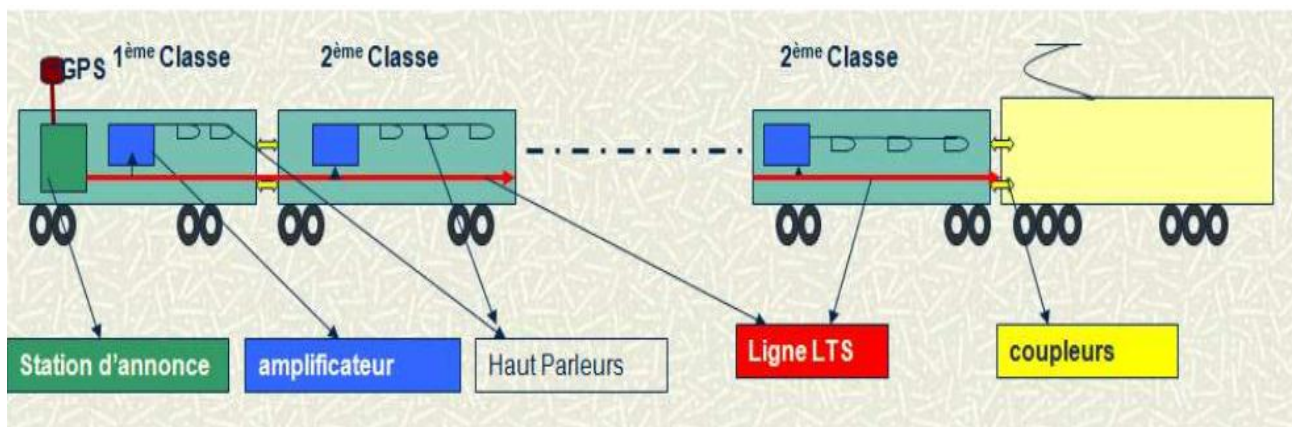 GPS
1ème Classe
2ème Classe
2ème Classe
Station d'annonce
amplificateur
Haut Parleurs
Ligne LTS
coupleurs